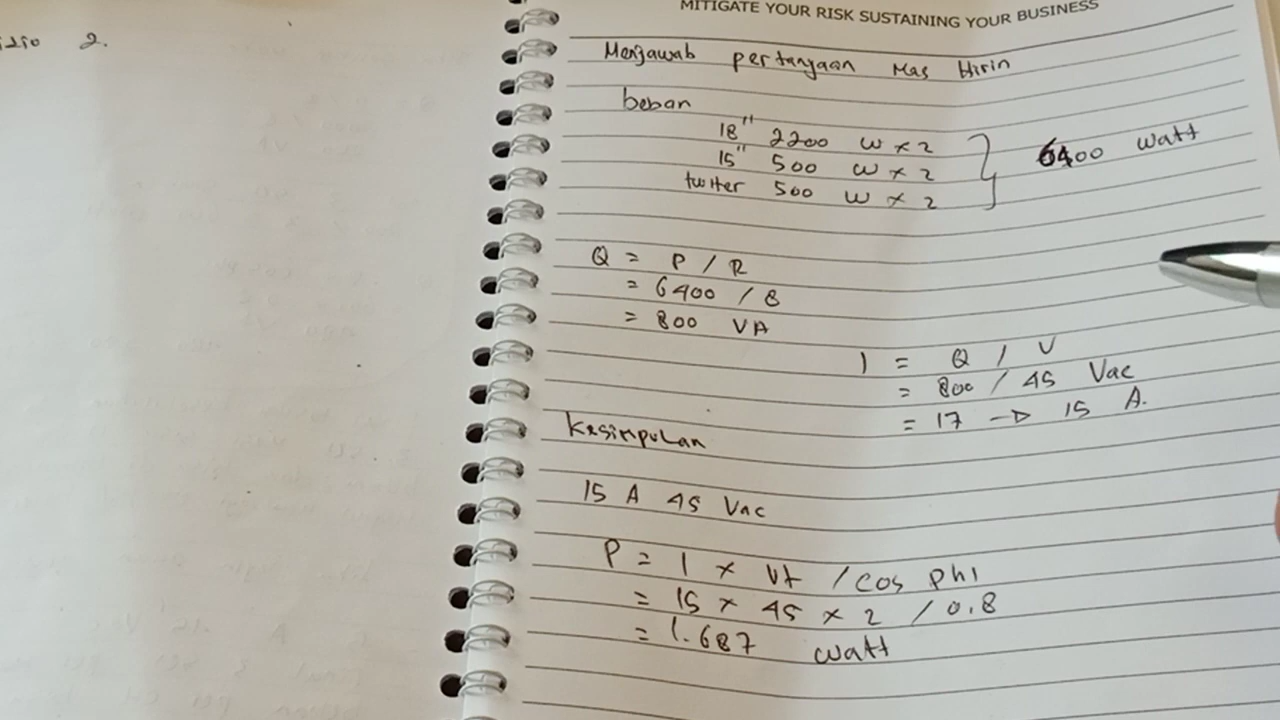 idio 2.
MITIGATE YOUR RISK SUSTAINING YOUR BUSINESS
Menjawab pertanyaan Mas Hirin
beban
18" 2200 W x 2
15" 500 W x 2
6400 Watt
twiter 500 W x 2
Q = P / R
= 6400 / 8
= 800 VA
I = Q / V
= 800 / 45 Vac
= 17 → 15 A.
Kesimpulan
15 A 45 Vac
P = I x Vt / cos phi
= 15 x 45 x 2 / 0.8
= 1.687 watt